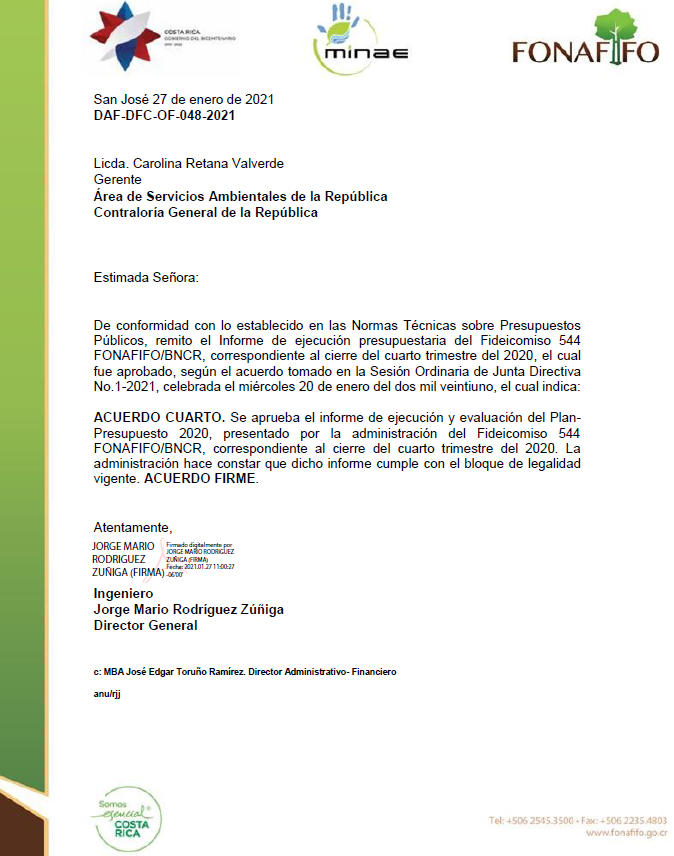 COSTA RICA
GOBIERNO DEL BICENTENARIO
minae
FONAFIFO
San José 27 de enero de 2021
DAF-DFC-OF-048-2021
Licda. Carolina Retana Valverde
Gerente
Área de Servicios Ambientales de la República
Contraloría General de la República
Estimada Señora:
De conformidad con lo establecido en las Normas Técnicas sobre Presupuestos
Públicos, remito el Informe de ejecución presupuestaria del Fideicomiso 544
FONAFIFO/BNCR, correspondiente al cierre del cuarto trimestre del 2020, el cual
fue aprobado, según el acuerdo tomado en la Sesión Ordinaria de Junta Directiva
No.1-2021, celebrada el miércoles 20 de enero del dos mil veintiuno, el cual indica:
ACUERDO CUARTO. Se aprueba el informe de ejecución y evaluación del Plan-
Presupuesto 2020, presentado por la administración del Fideicomiso 544
FONAFIFO/BNCR, correspondiente al cierre del cuarto trimestre del 2020. La
administración hace constar que dicho informe cumple con el bloque de legalidad
vigente. ACUERDO FIRME.
Atentamente,
JORGE MARIO
RODRIGUEZ
ZUÑIGA (FIRMA)
Firmado digitalmente por
JORGE MARIO RODRIGUEZ
ZUÑIGA (FIRMA)
Fecha: 2021.01.27 11:00:27
-06'00'
Ingeniero
Jorge Mario Rodríguez Zúñiga
Director General
c: MBA José Edgar Toruño Ramírez. Director Administrativo- Financiero
anu/rjj
Somos
esencial
COSTA
RICA
Tel: +506 2545.3500 • Fax: +506 2235.4803
www.fonafifo.go.cr